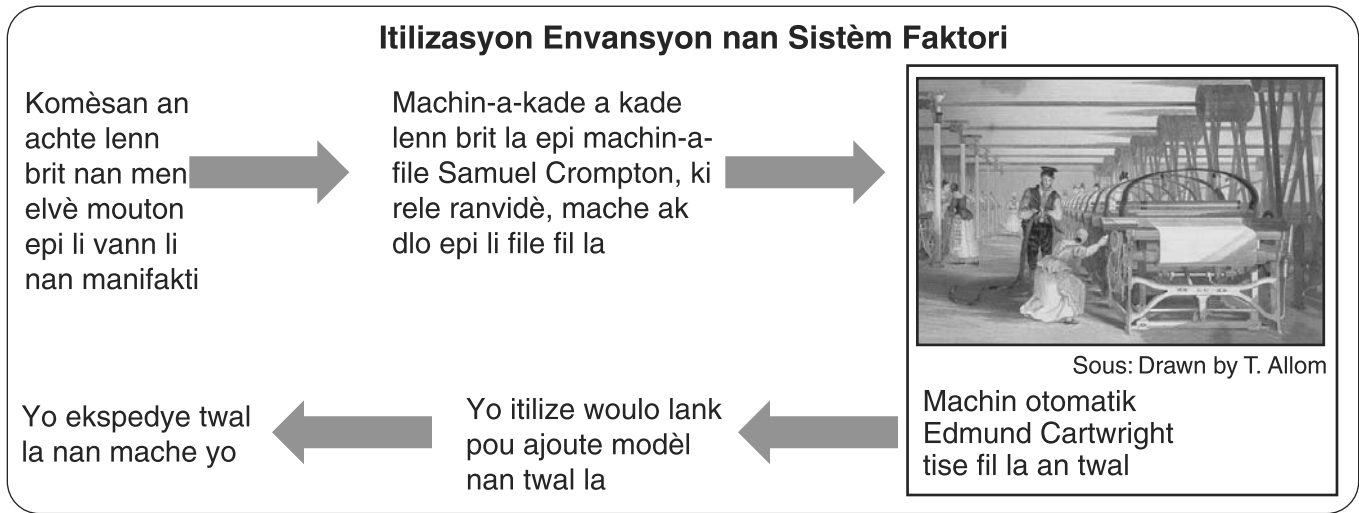 Itilizasyon Envansyon nan Sistèm Faktori
Komèsan an
achte lenn
brit nan men
elvè mouton
epi li vann li
nan manifakti
Machin-a-kade a kade
lenn brit la epi machin-a-
file Samuel Crompton, ki
rele ranvidè, mache ak
dlo epi li file fil la
Sous: Drawn by T. Allom
Machin otomatik
Edmund Cartwright
tise fil la an twal
Yo itilize woulo lank
pou ajoute modèl
nan twal la
Yo ekspedye twal
la nan mache yo